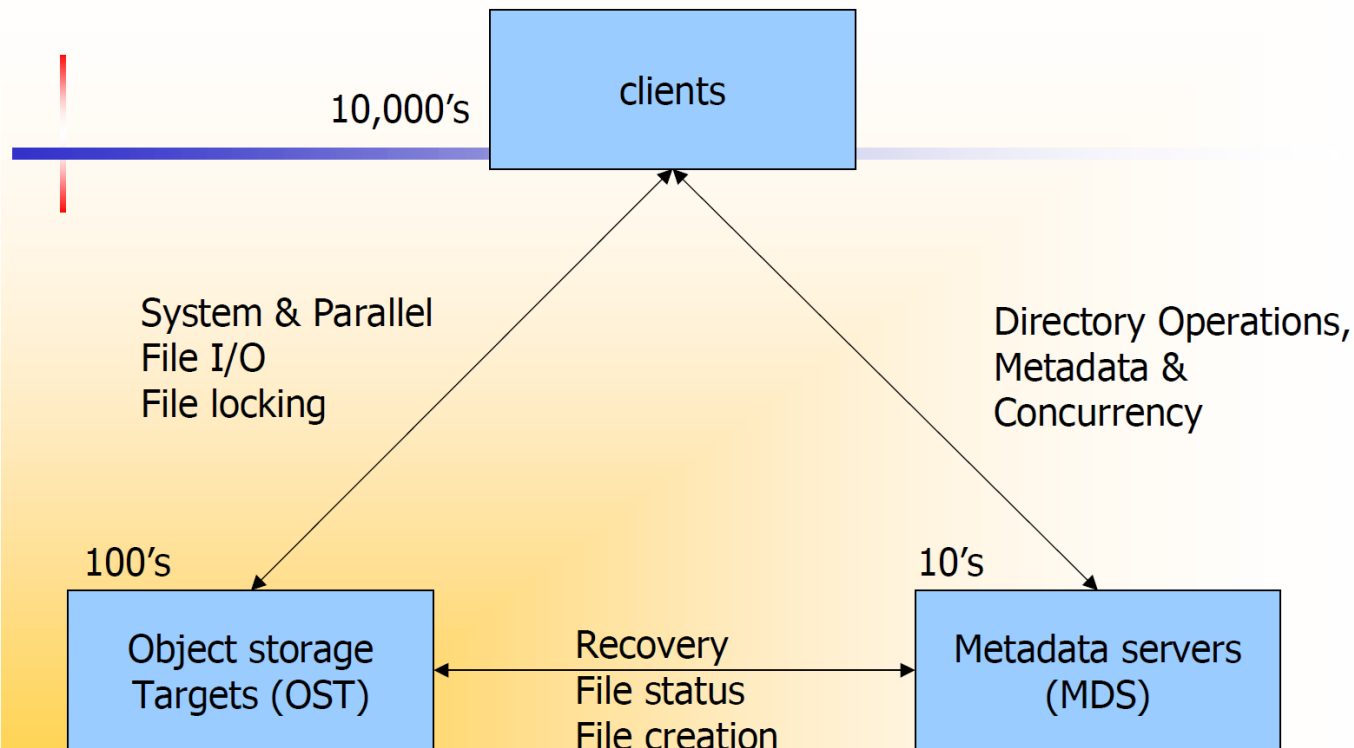 clients
10,000's
System & Parallel
File I/O
File locking
Directory Operations,
Metadata &
Concurrency
100's
10's
Object storage
Targets (OST)
Recovery
File status
File creation
Metadata servers
(MDS)